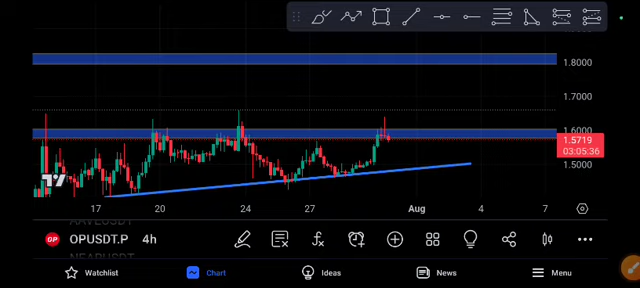 1.8000
1.7000
1.6000
1.5719
03:05:36
1.5000
17 20 24 27 Aug 4 7
OPUSDT.P 4h
Watchlist Chart Ideas News Menu